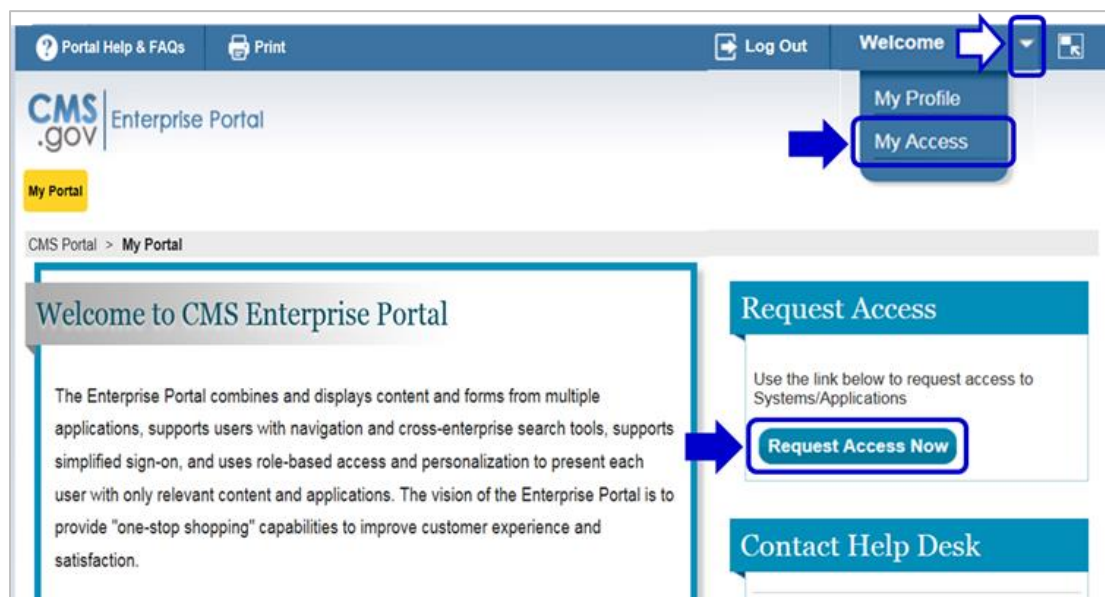 Portal Help & FAQs
Print
Log Out
Welcome
My Profile
My Access
CMS
.gov
Enterprise Portal
My Portal
CMS Portal > My Portal
Welcome to CMS Enterprise Portal
The Enterprise Portal combines and displays content and forms from multiple
applications, supports users with navigation and cross-enterprise search tools, supports
simplified sign-on, and uses role-based access and personalization to present each
user with only relevant content and applications. The vision of the Enterprise Portal is to
provide "one-stop shopping" capabilities to improve customer experience and
satisfaction.
Request Access
Use the link below to request access to
Systems/Applications
Request Access Now
Contact Help Desk